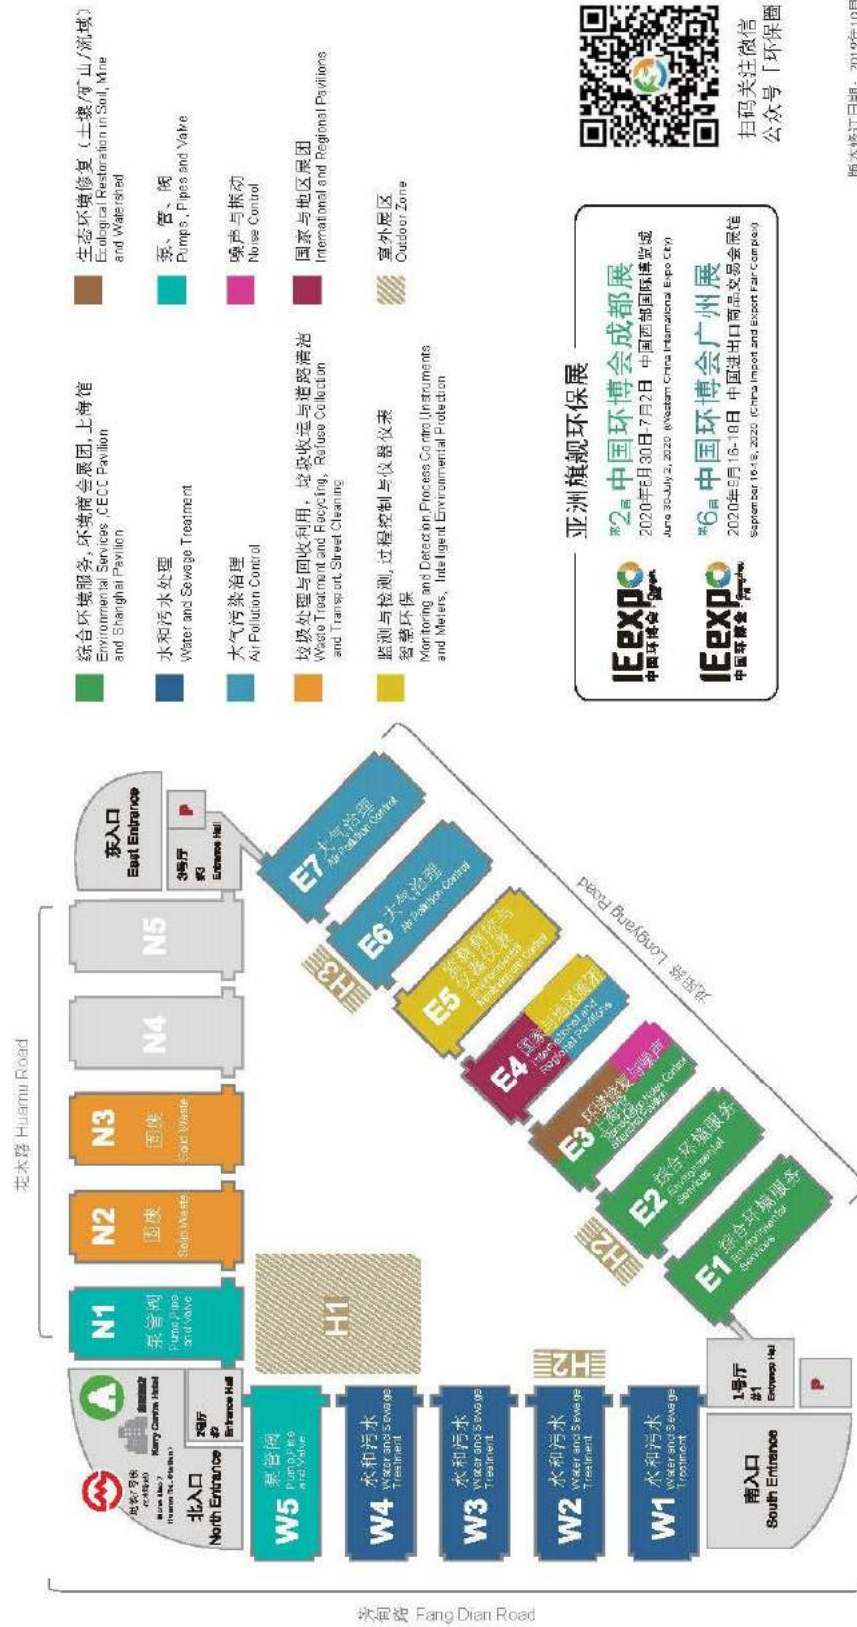 花木路 Huamu Road
芳甸路 Fang Dian Road
龙阳路 Longyang Road
北入口
North Entrance
2号厅
#2
Entrance Hall
Kerry Central Hotel
东入口
East Entrance
3号厅
#3
Entrance Hall
P
南入口
South Entrance
1号厅
#1
Entrance Hall
P
N1
泵管阀
Pump,Pipe
and Valve
N2
固废
Solid Waste
N3
固废
Solid Waste
N4
N5
W5
泵管阀
Pump,Pipe
and Valve
W4
水和污水
Water and Sewage
Treatment
W3
水和污水
Water and Sewage
Treatment
W2
水和污水
Water and Sewage
Treatment
W1
水和污水
Water and Sewage
Treatment
H1
H2
H2
H3
E7
大气治理
Air Pollution Control
E6
大气治理
Air Pollution Control
E5
E4
国家与地区展团
International and
Regional Pavilions
E3
E2
综合环境服务
Environmental
Services
E1
综合环境服务
Environmental
Services
综合环境服务, 环境商会展团, 上海馆
Environmental Services ,CECC Pavilion
and Shanghai Pavilion
水和污水处理
Water and Sewage Treatment
大气污染治理
Air Pollution Control
垃圾处理与回收利用，垃圾收运与道路清洁
Waste Treatment and Recycling, Refuse Collection
and Transport, Street Cleaning
监测与检测, 过程控制与仪器仪表
智慧环保
Monitoring and Detection,Process Control,Instruments
and Meters, Intelligent Environmental Protection
生态环境修复（土壤/矿山/流域）
Ecological Restoration in Soil, Mine
and Watershed
泵、管、阀
Pumps, Pipes and Valve
噪声与振动
Noise Control
国家与地区展团
International and Regional Pavilions
室外展区
Outdoor Zone
亚洲旗舰环保展
IEexpo
中国环博会
第2届 中国环博会成都展
2020年6月30日-7月2日 中国西部国际博览城
June 30-July 2, 2020 (Western China International Expo City)
IEexpo
中国环博会
第6届 中国环博会广州展
2020年9月16-18日 中国进出口商品交易会展馆
September 16-18, 2020 (China Import and Export Fair Complex)
扫码关注微信
公众号「环保圈
版本修订日期：2019年10月